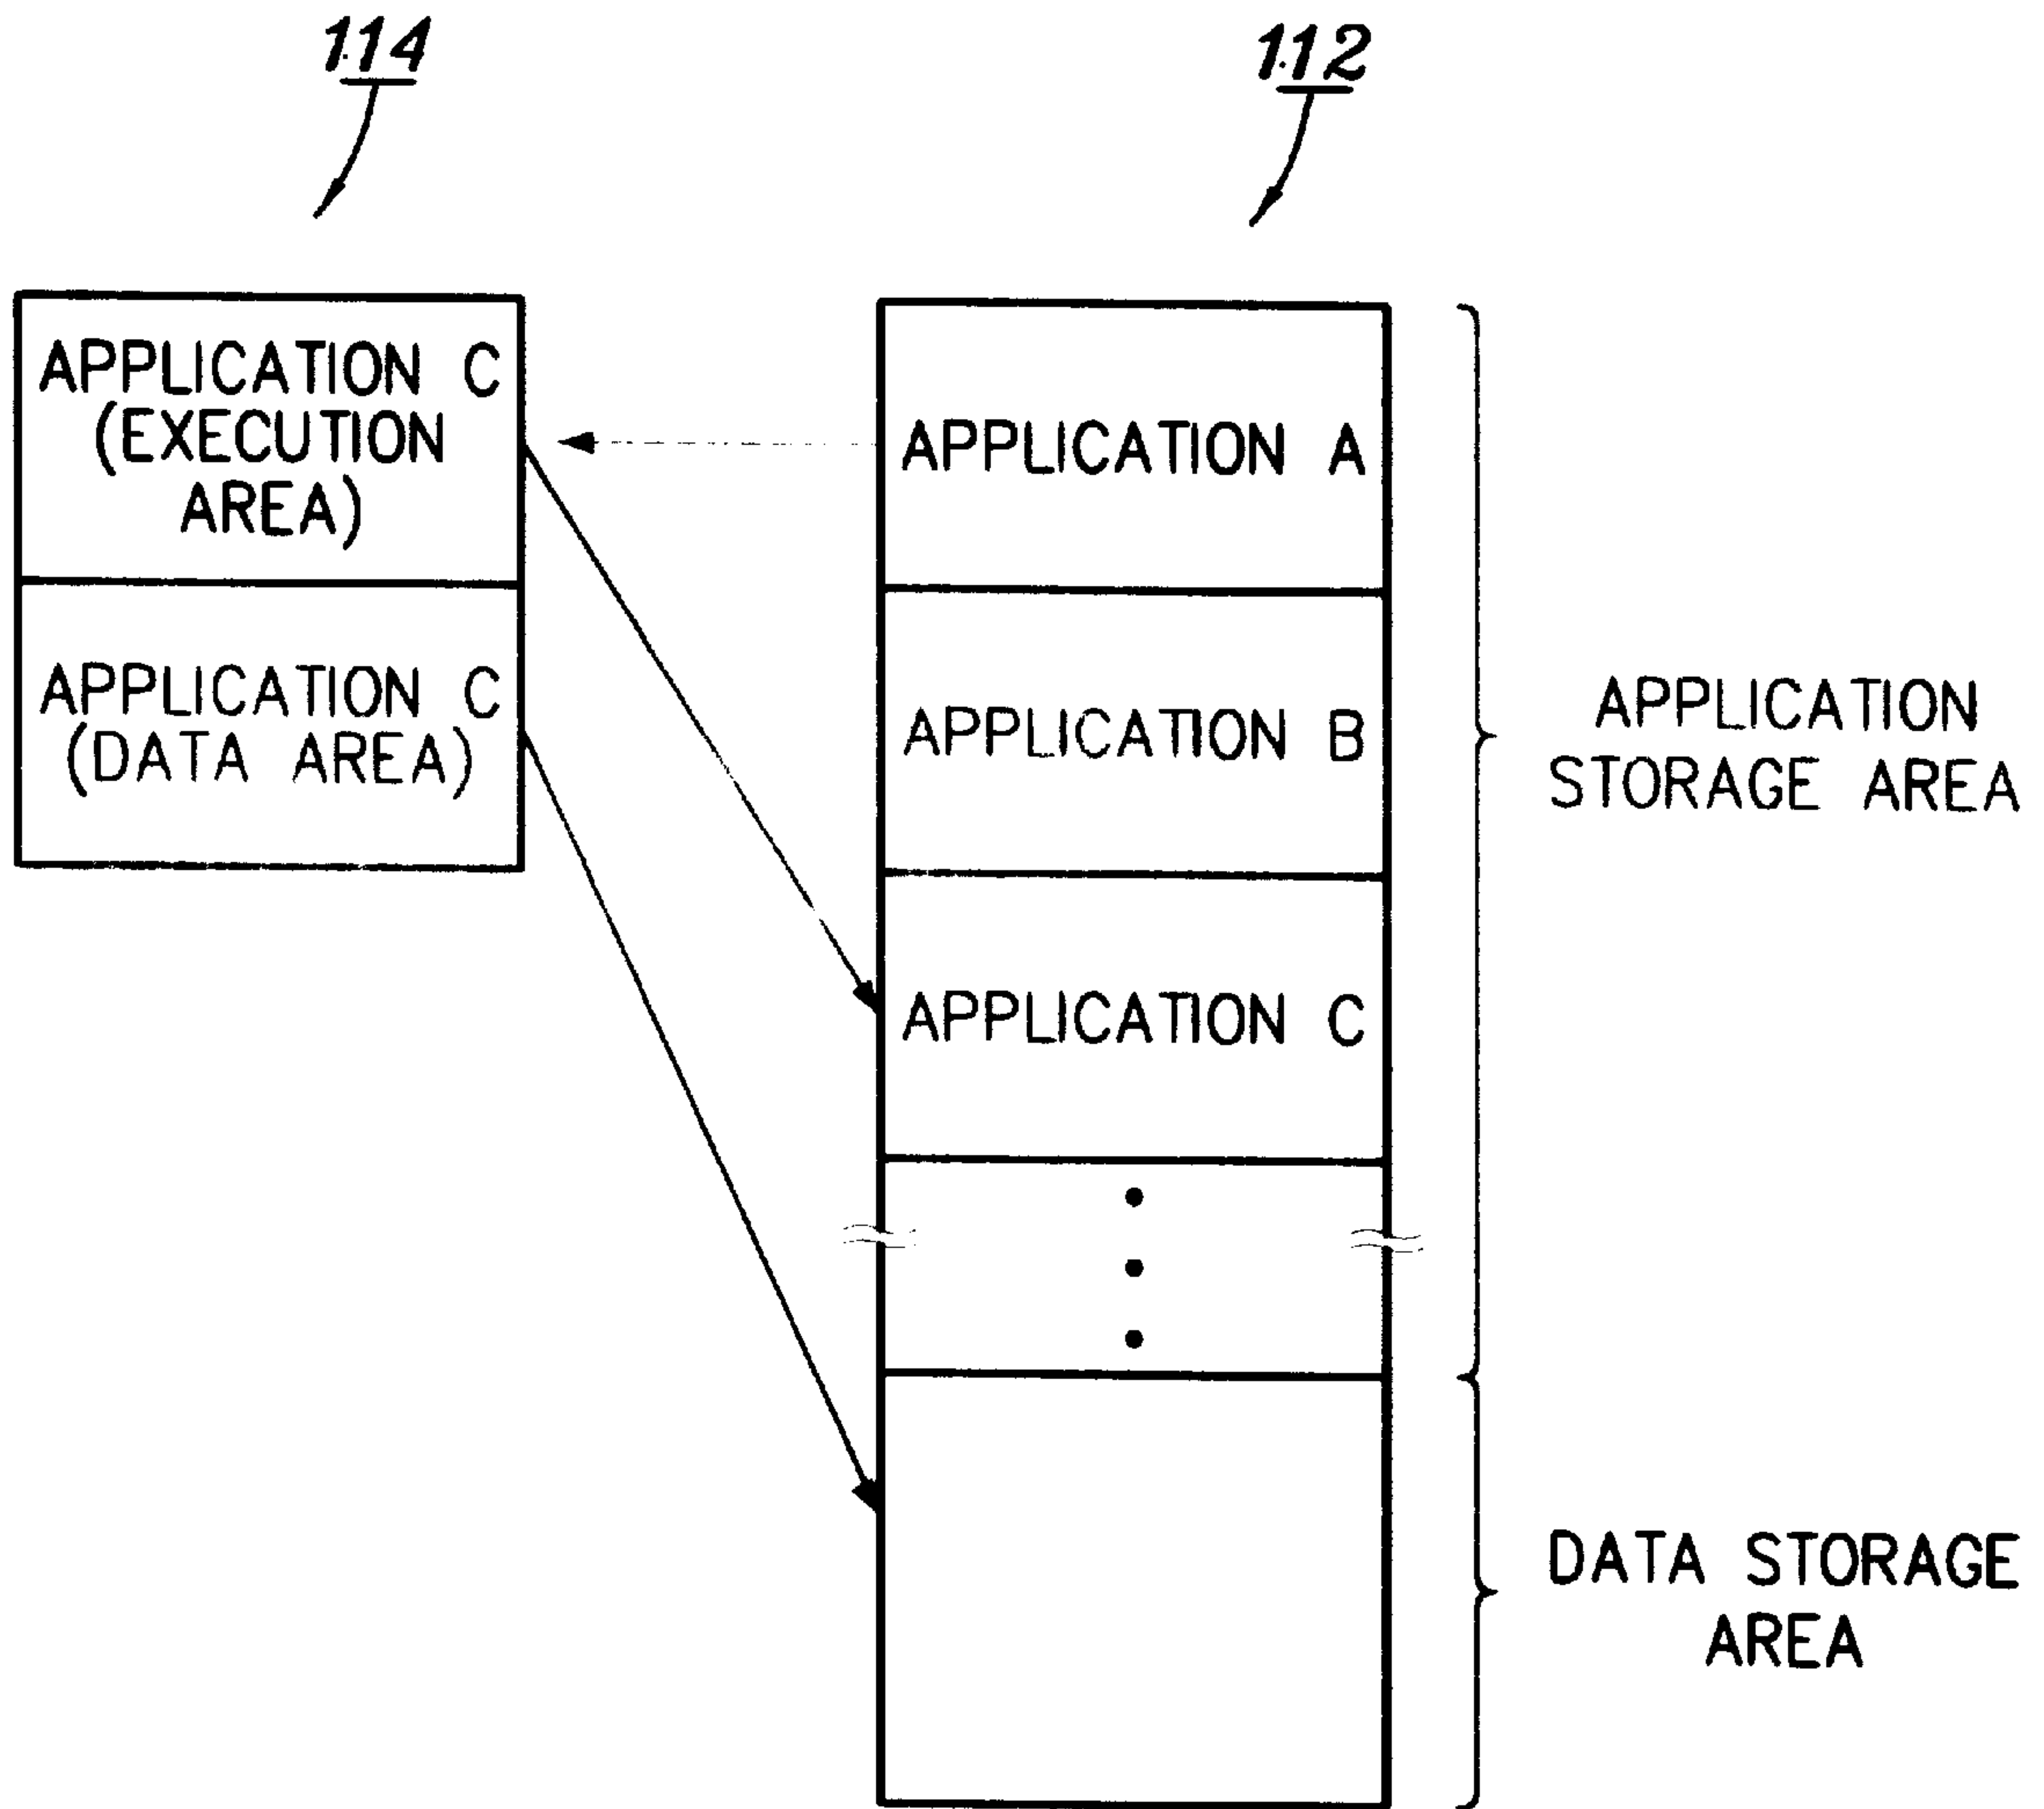 114
112
APPLICATION C
(EXECUTION
AREA)
APPLICATION C
(DATA AREA)
APPLICATION A
APPLICATION B
APPLICATION C
APPLICATION
STORAGE AREA
DATA STORAGE
AREA